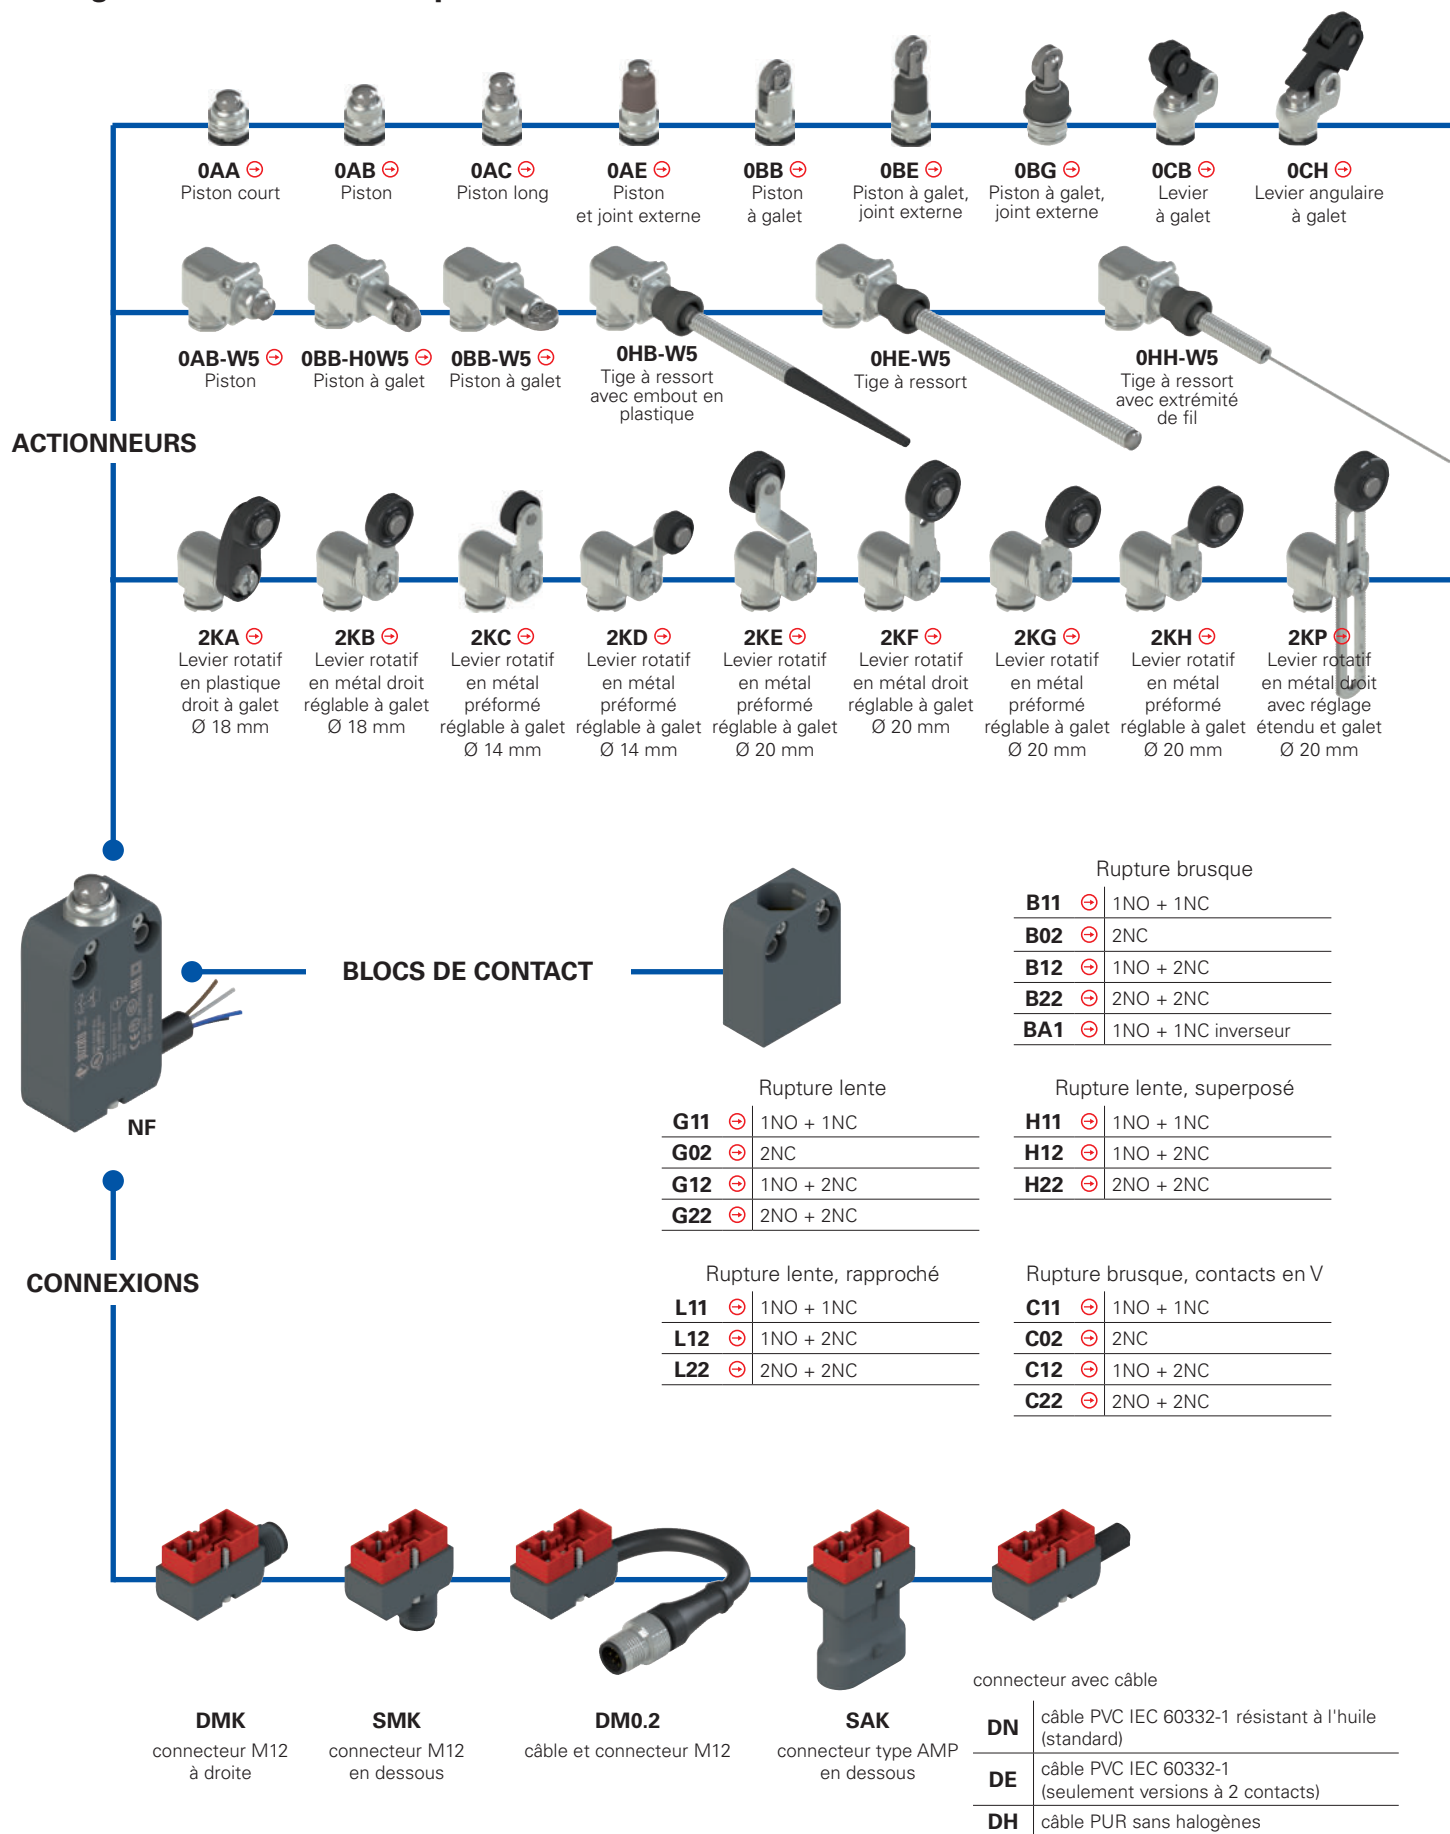 0AA
Piston court
0AB
Piston
0AC
Piston long
0AE
Piston
et joint externe
0BB
Piston
à galet
0BE
Piston à galet,
joint externe
0BG
Piston à galet,
joint externe
0CB
Levier
à galet
0CH
Levier angulaire
à galet
0AB-W5
Piston
0BB-H0W5
Piston à galet
0BB-W5
Piston à galet
0HB-W5
Tige à ressort
avec embout en
plastique
0HE-W5
Tige à ressort
0HH-W5
Tige à ressort
avec extrémité
de fil
ACTIONNEURS
2KA
Levier rotatif
en plastique
droit à galet
Ø 18 mm
2KB
Levier rotatif
en métal droit
réglable à galet
Ø 18 mm
2KC
Levier rotatif
en métal
préformé
réglable à galet
Ø 14 mm
2KD
Levier rotatif
en métal
préformé
réglable à galet
Ø 14 mm
2KE
Levier rotatif
en métal
préformé
réglable à galet
Ø 20 mm
2KF
Levier rotatif
en métal droit
réglable à galet
Ø 20 mm
2KG
Levier rotatif
en métal
préformé
réglable à galet
Ø 20 mm
2KH
Levier rotatif
en métal
préformé
réglable à galet
Ø 20 mm
2KP
Levier rotatif
en métal droit
avec réglage
étendu et galet
Ø 20 mm
NF
BLOCS DE CONTACT
Rupture brusque
B11 1NO + 1NC
B02 2NC
B12 1NO + 2NC
B22 2NO + 2NC
BA1 1NO + 1NC inverseur
Rupture lente
G11 1NO + 1NC
G02 2NC
G12 1NO + 2NC
G22 2NO + 2NC
Rupture lente, superposé
H11 1NO + 1NC
H12 1NO + 2NC
H22 2NO + 2NC
Rupture lente, rapproché
L11 1NO + 1NC
L12 1NO + 2NC
L22 2NO + 2NC
Rupture brusque, contacts en V
C11 1NO + 1NC
C02 2NC
C12 1NO + 2NC
C22 2NO + 2NC
CONNEXIONS
DMK
connecteur M12
à droite
SMK
connecteur M12
en dessous
DM0.2
câble et connecteur M12
SAK
connecteur type AMP
en dessous
connecteur avec câble
DN câble PVC IEC 60332-1 résistant à l'huile
(standard)
DE câble PVC IEC 60332-1
(seulement versions à 2 contacts)
DH câble PUR sans halogènes